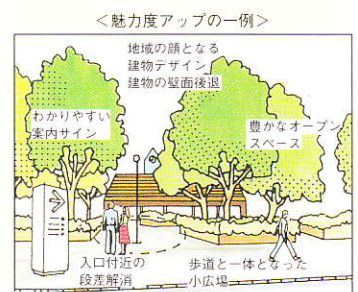 ＜魅力度アップの一例＞
地域の顔となる
建物デザイン
建物の壁面後退
わかりやすい
案内サイン
豊かなオープン
スペース
入口付近の
段差解消
歩道と一体となった
小広場